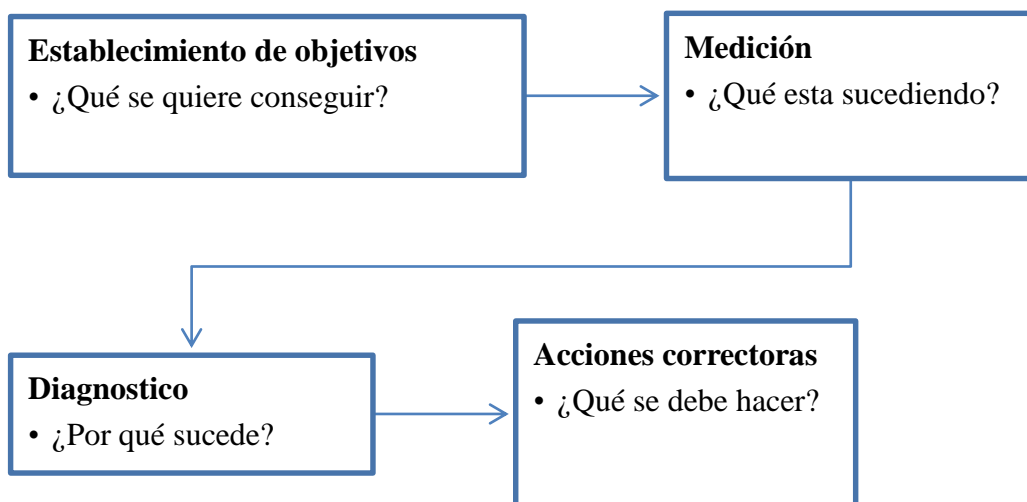 Establecimiento de objetivos
• ¿Qué se quiere conseguir?
Medición
• ¿Qué esta sucediendo?
Diagnostico
• ¿Por qué sucede?
Acciones correctoras
• ¿Qué se debe hacer?